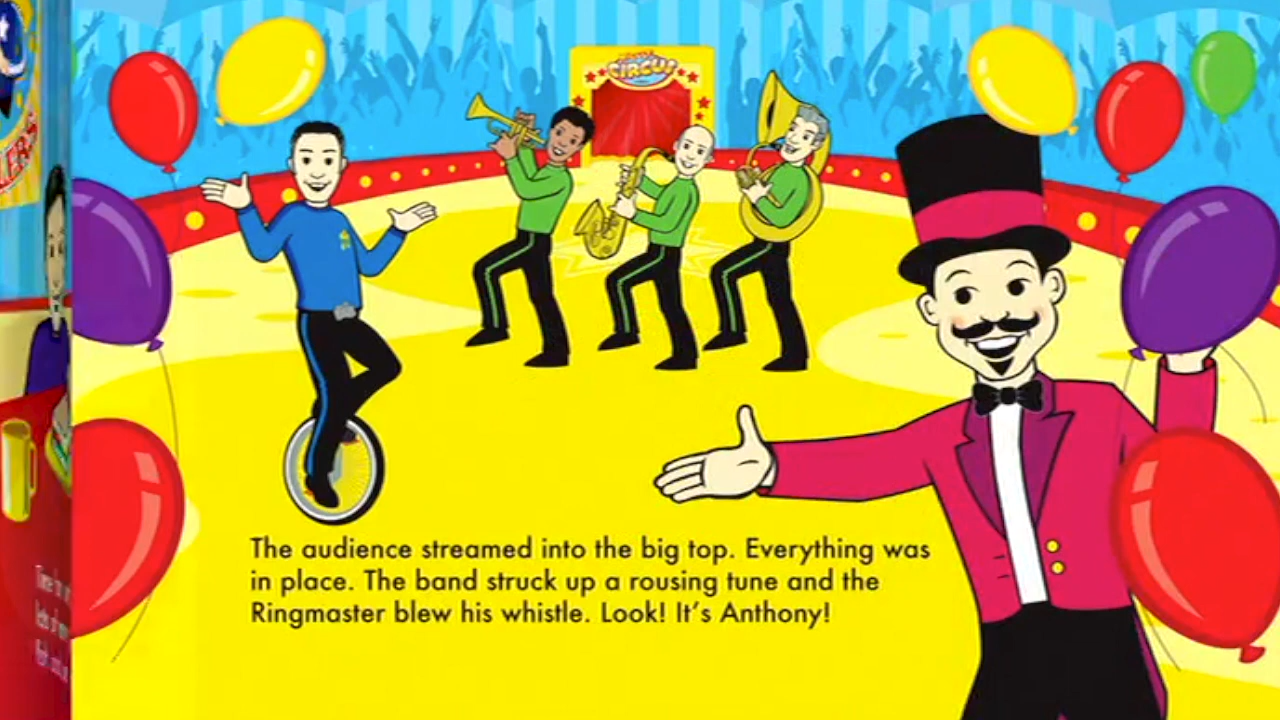 CIRCUS
The audience streamed into the big top. Everything was
in place. The band struck up a rousing tune and the
Ringmaster blew his whistle. Look! It's Anthony!